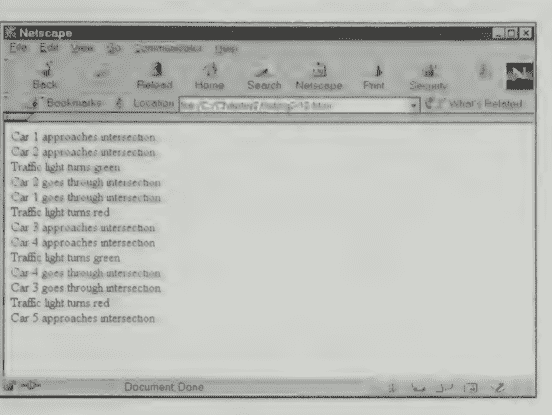 Netscape
File Edit View Go Communicator Help
Back Reload Home Search Netscape Print Security
Bookmarks Location What's Related
Car 1 approaches intersection
Car 2 approaches intersection
Traffic light turns green
Car 2 goes through intersection
Car 1 goes through intersection
Traffic light turns red
Car 3 approaches intersection
Car 4 approaches intersection
Traffic light turns green
Car 4 goes through intersection
Car 3 goes through intersection
Traffic light turns red
Car 5 approaches intersection
Document: Done